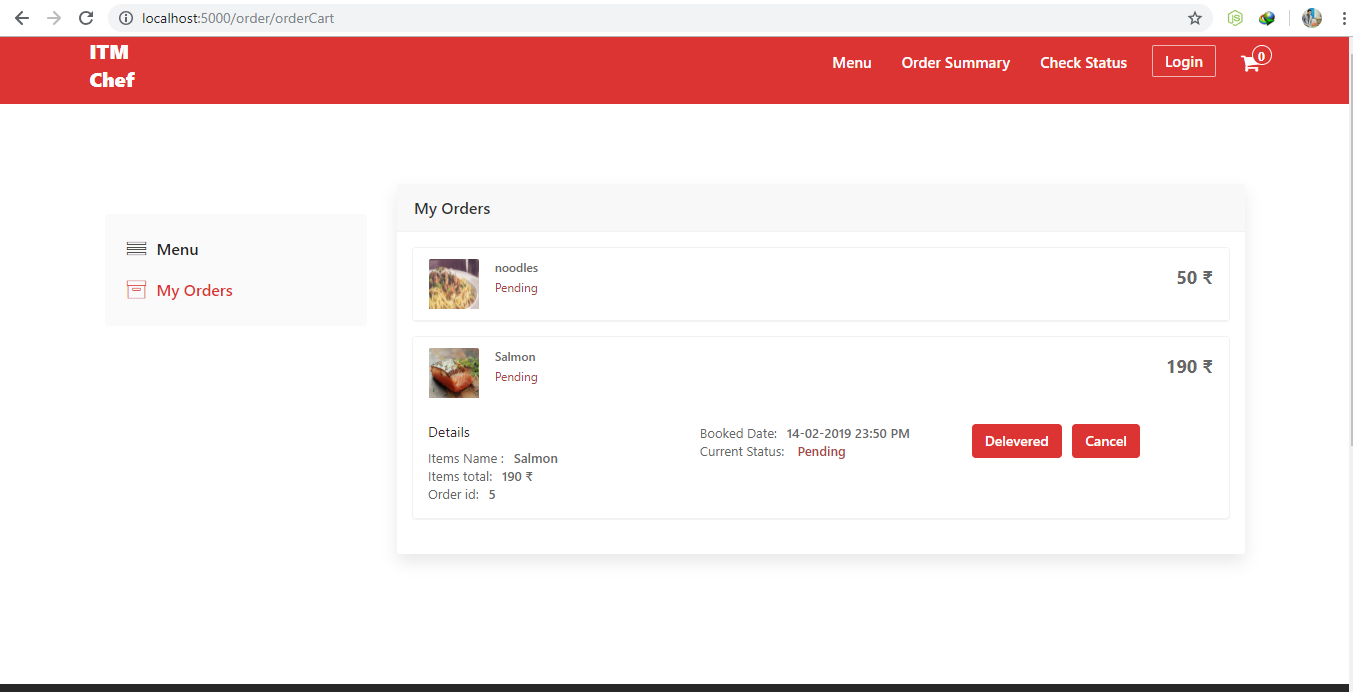 localhost:5000/order/orderCart
ITM
Chef
Menu
Order Summary
Check Status
Login
0
Menu
My Orders
My Orders
noodles
Pending
50 ₹
Salmon
Pending
190 ₹
Details
Items Name : Salmon
Items total: 190 ₹
Order id: 5
Booked Date: 14-02-2019 23:50 PM
Current Status: Pending
Delevered
Cancel